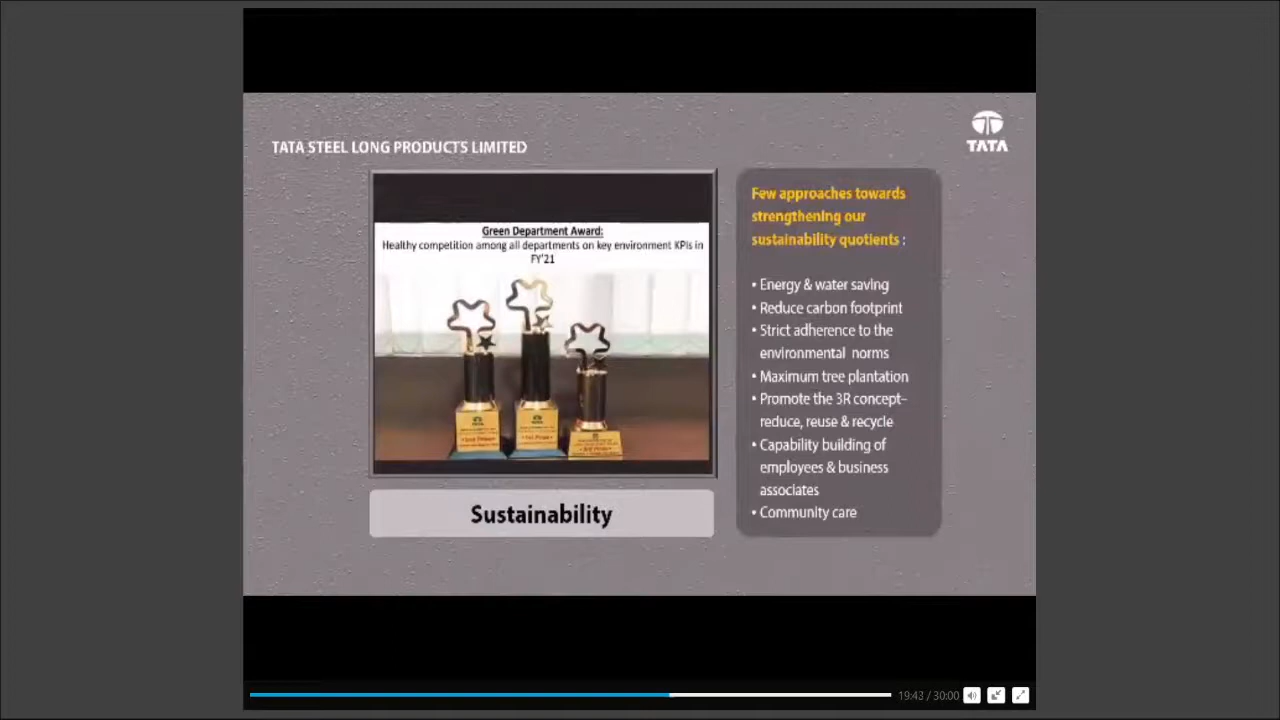 TATA STEEL LONG PRODUCTS LIMITED
TATA
Green Department Award:
Healthy competition among all departments on key environment KPIs in
FY'21
Sustainability
Few approaches towards
strengthening our
sustainability quotients :
• Energy & water saving
• Reduce carbon footprint
• Strict adherence to the
environmental norms
• Maximum tree plantation
• Promote the 3R concept–
reduce, reuse & recycle
• Capability building of
employees & business
associates
• Community care
19:43 / 30:00